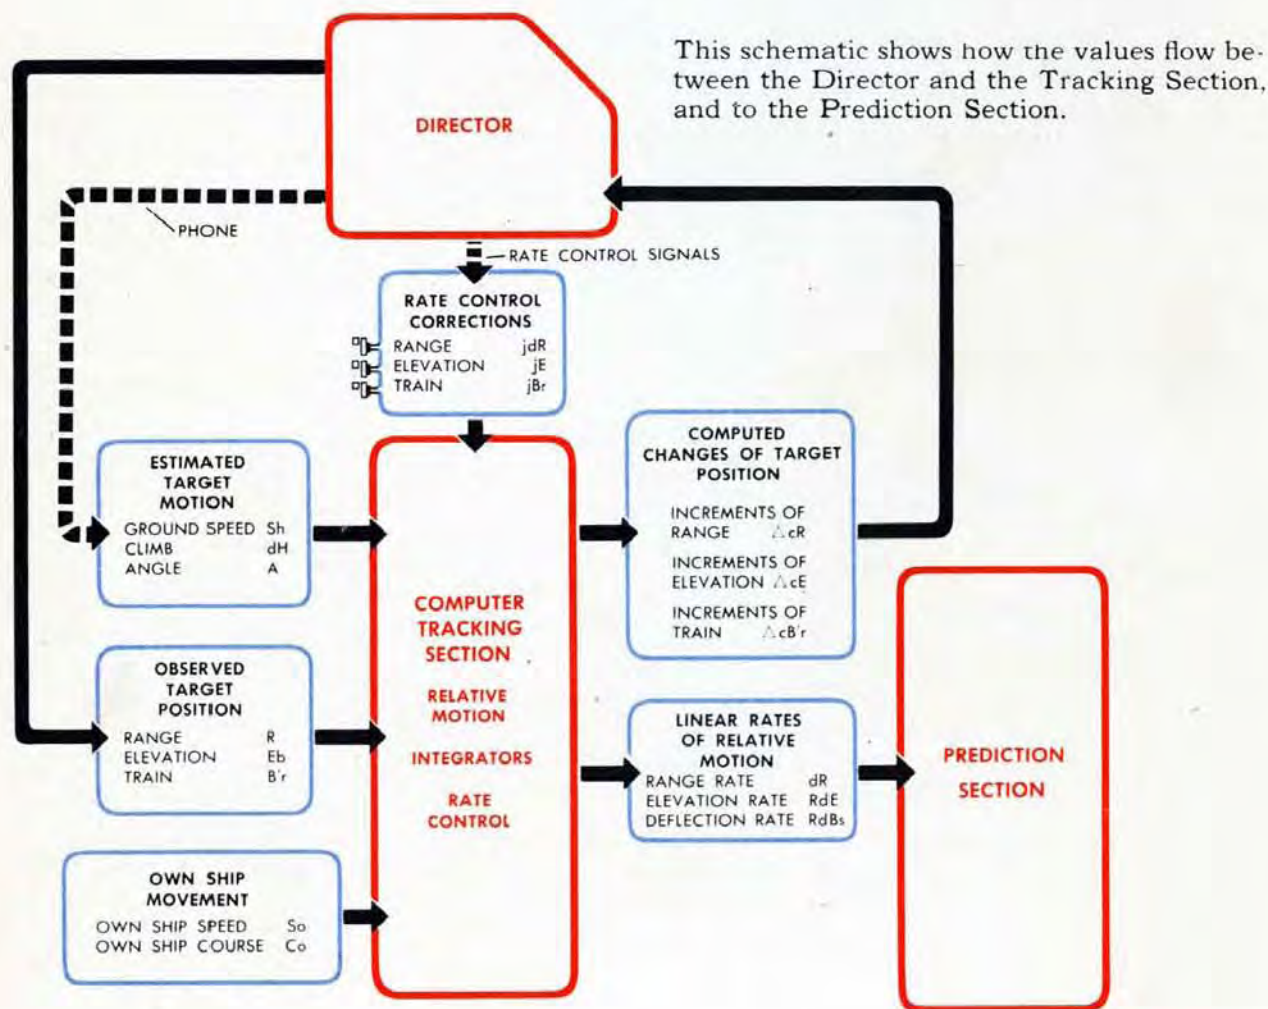 This schematic shows how the values flow be-
tween the Director and the Tracking Section,
and to the Prediction Section.
DIRECTOR
PHONE
RATE CONTROL SIGNALS
RATE CONTROL
CORRECTIONS
RANGE jdR
ELEVATION jE
TRAIN jBr
ESTIMATED
TARGET
MOTION
GROUND SPEED Sh
CLIMB dH
ANGLE A
OBSERVED
TARGET
POSITION
RANGE R
ELEVATION Eb
TRAIN B'r
OWN SHIP
MOVEMENT
OWN SHIP SPEED So
OWN SHIP COURSE Co
COMPUTER
TRACKING
SECTION
RELATIVE
MOTION
INTEGRATORS
RATE
CONTROL
COMPUTED
CHANGES OF TARGET
POSITION
INCREMENTS OF
RANGE △cR
INCREMENTS OF
ELEVATION △cE
INCREMENTS OF
TRAIN △cB'r
LINEAR RATES
OF RELATIVE
MOTION
RANGE RATE dR
ELEVATION RATE RdE
DEFLECTION RATE RdBs
PREDICTION
SECTION